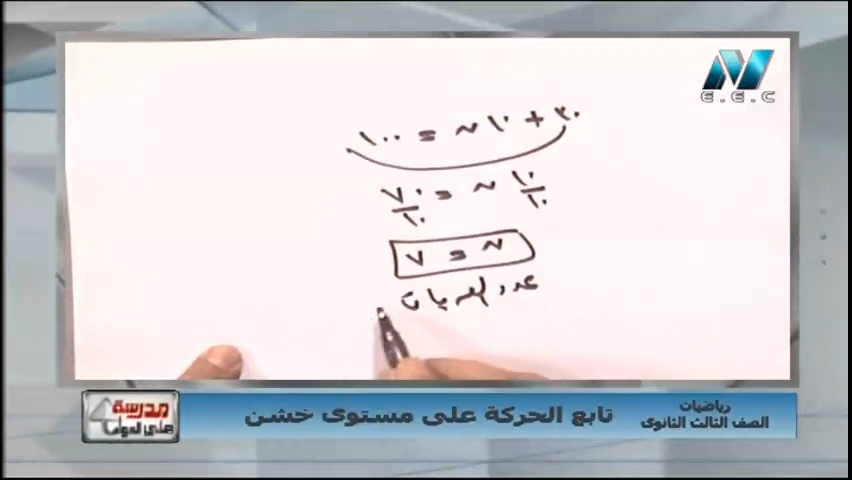 E.E.C
٣٠ + ١٠ ن = ١٠٠
١٠/١٠ ن = ٧٠/١٠
ن = ٧
عدد العربات
رياضيات
الصف الثالث الثانوى
تابع الحركة على مستوى خشن
مدرسة
على الهواء